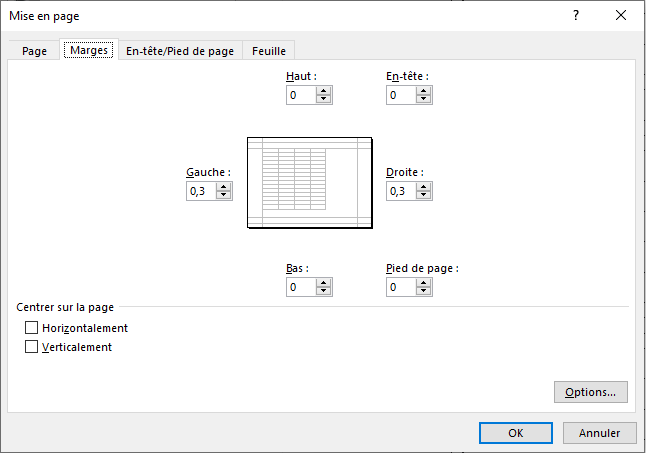 Mise en page
? 
Page Marges En-tête/Pied de page Feuille
Haut : En-tête :
0 0
Gauche : Droite :
0,3 0,3
Bas : Pied de page :
0 0
Centrer sur la page
Horizontalement
Verticalement
Options...
OK Annuler